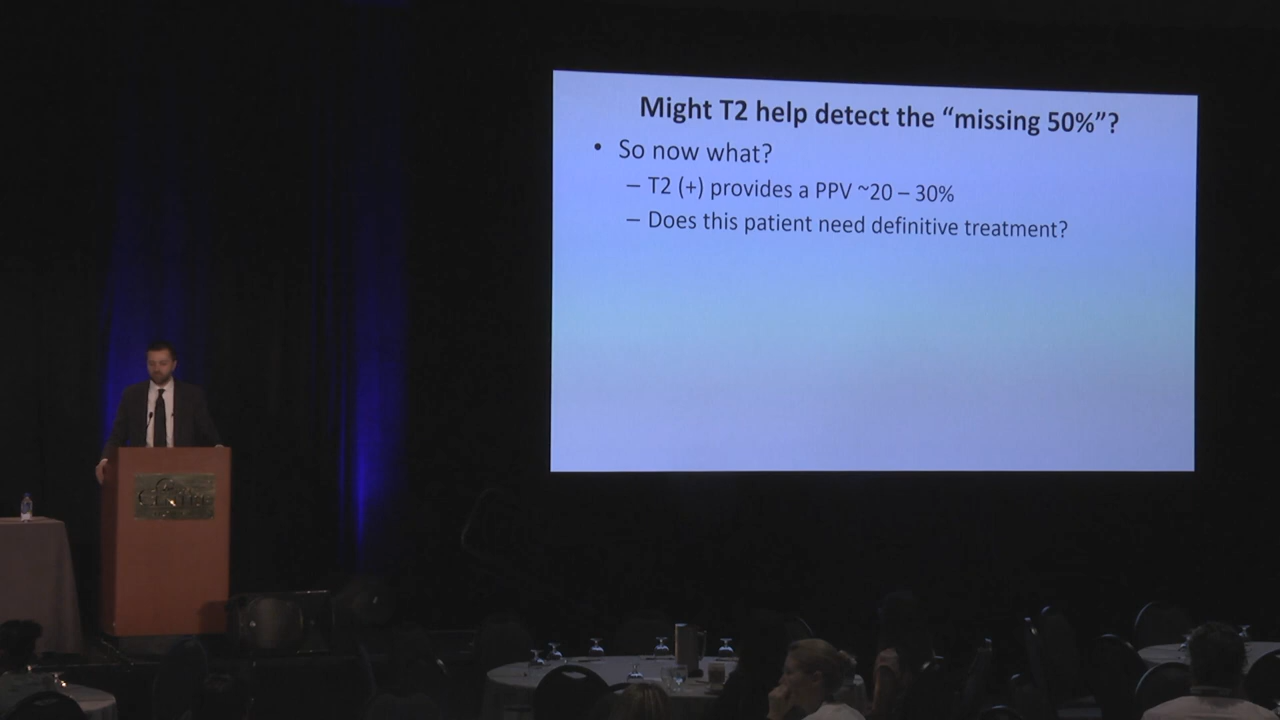 Might T2 help detect the “missing 50%”?
• So now what?
– T2 (+) provides a PPV ~20 – 30%
– Does this patient need definitive treatment?